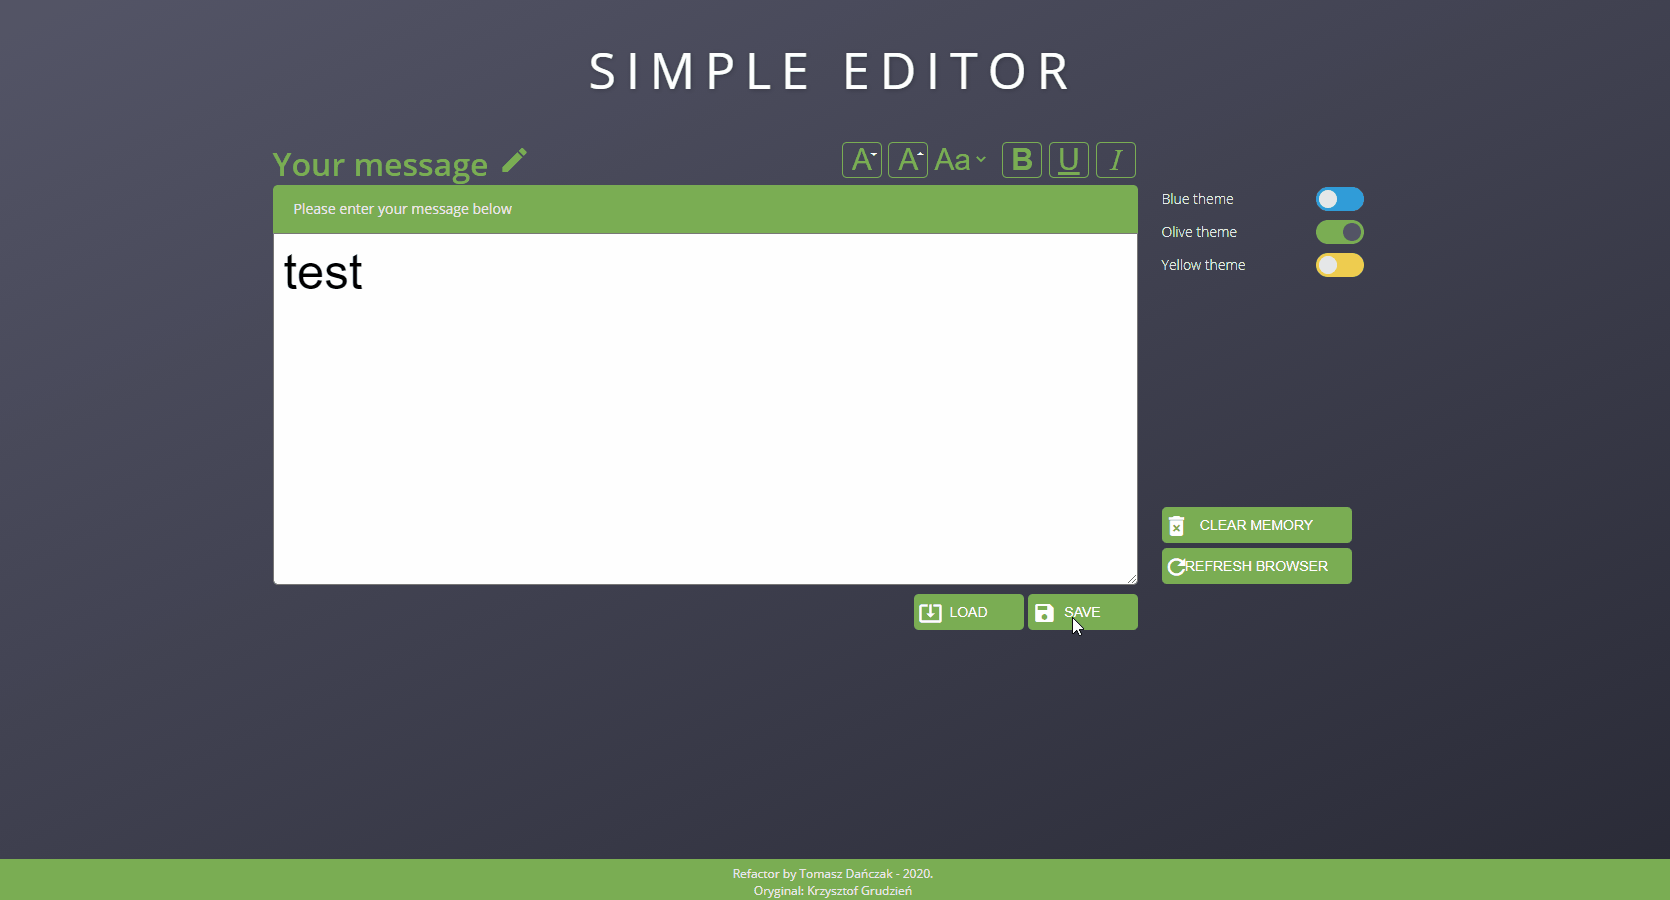 SIMPLE EDITOR
Your message
A A Aa B U I
Please enter your message below
test
Blue theme
Olive theme
Yellow theme
CLEAR MEMORY
REFRESH BROWSER
LOAD SAVE
Refactor by Tomasz Dańczak - 2020.
Oryginal: Krzysztof Grudzień